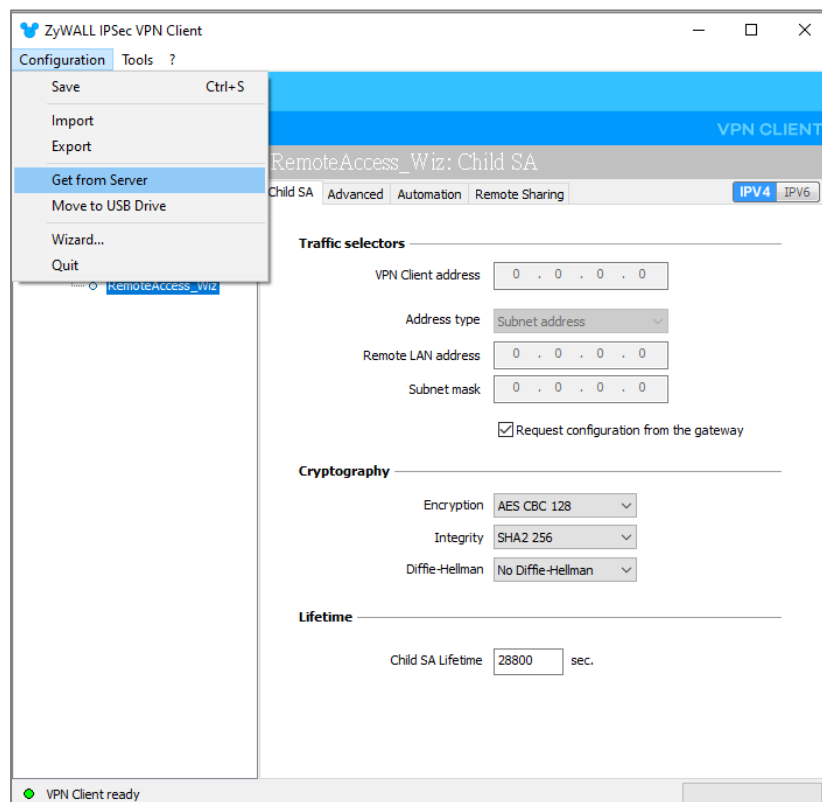 ZyWALL IPSec VPN Client
Configuration Tools ?
Save Ctrl+S
Import
Export
Get from Server
Move to USB Drive
Wizard...
Quit
VPN CLIENT
RemoteAccess_Wiz: Child SA
Child SA Advanced Automation Remote Sharing IPV4 IPV6
RemoteAccess_Wiz
Traffic selectors
VPN Client address 0 . 0 . 0 . 0
Address type Subnet address
Remote LAN address 0 . 0 . 0 . 0
Subnet mask 0 . 0 . 0 . 0
Request configuration from the gateway
Cryptography
Encryption AES CBC 128
Integrity SHA2 256
Diffie-Hellman No Diffie-Hellman
Lifetime
Child SA Lifetime 28800 sec.
VPN Client ready